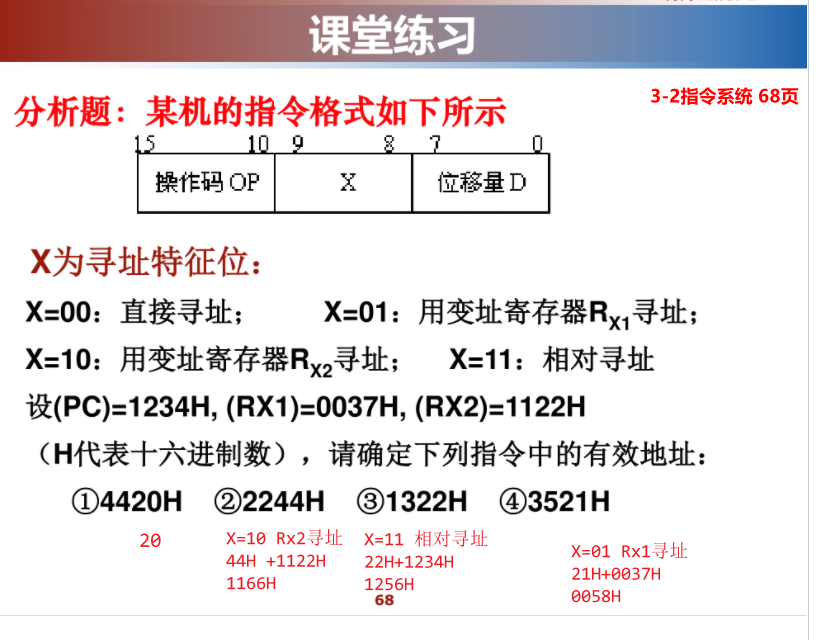 课堂练习
3-2指令系统 68页
分析题：某机的指令格式如下所示
15 10 9 8 7 0
操作码 OP X 位移量 D
X为寻址特征位：
X=00：直接寻址； X=01：用变址寄存器RX1寻址；
X=10：用变址寄存器RX2寻址； X=11：相对寻址
设(PC)=1234H, (RX1)=0037H, (RX2)=1122H
（H代表十六进制数），请确定下列指令中的有效地址：
①4420H ②2244H ③1322H ④3521H
20
X=10 Rx2寻址
44H +1122H
1166H
X=11 相对寻址
22H+1234H
1256H
X=01 Rx1寻址
21H+0037H
0058H
68